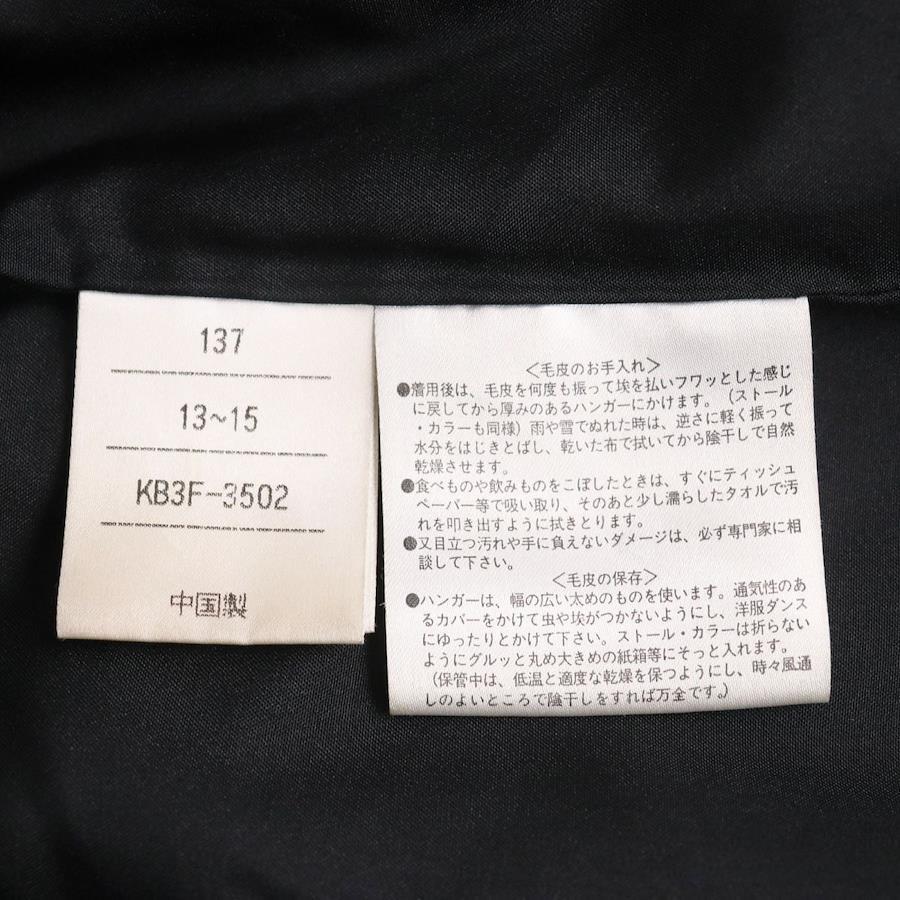 137
13~15
KB3F-3502
中国製
＜毛皮のお手入れ＞
●着用後は、毛皮を何度も振って埃を払いフワッとした感じ
に戻してから厚みのあるハンガーにかけます。（ストール
・カラーも同様）雨や雪でぬれた時は、逆さに軽く振って
水分をはじきとばし、乾いた布で拭いてから陰干しで自然
乾燥させます。
●食べものや飲みものをこぼしたときは、すぐにティッシュ
ペーパー等で吸い取り、そのあと少し濡らしたタオルで汚
れを叩き出すように拭きとります。
●又目立つ汚れや手に負えないダメージは、必ず専門家に相
談して下さい。
＜毛皮の保存＞
●ハンガーは、幅の広い太めのものを使います。通気性のあ
るカバーをかけて虫や埃がつかないようにし、洋服ダンス
にゆったりとかけて下さい。ストール・カラーは折らない
ようにグルッと丸め大きめの紙箱等にそっと入れます。
（保管中は、低温と適度な乾燥を保つようにし、時々風通
しのよいところで陰干しをすれば万全です。）